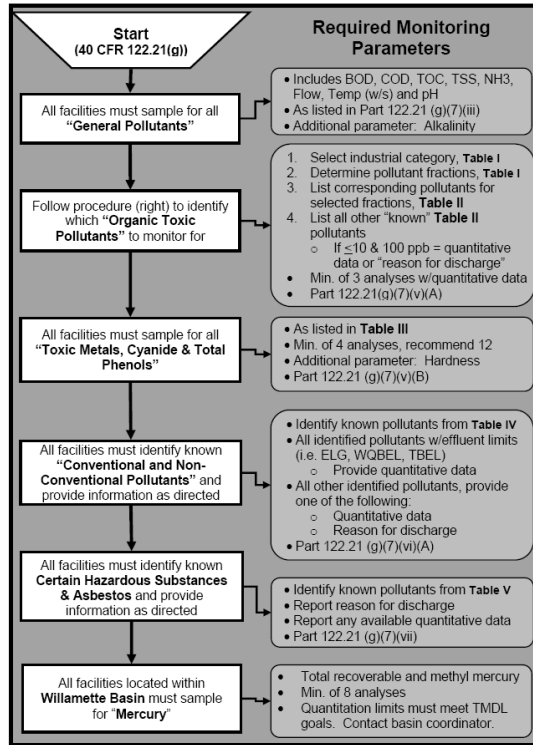 Start
(40 CFR 122.21(g))
Required Monitoring
Parameters
All facilities must sample for all
“General Pollutants”
• Includes BOD, COD, TOC, TSS, NH3,
Flow, Temp (w/s) and pH
• As listed in Part 122.21 (g)(7)(iii)
• Additional parameter: Alkalinity
Follow procedure (right) to identify
which “Organic Toxic
Pollutants” to monitor for
1. Select industrial category, Table I
2. Determine pollutant fractions, Table I
3. List corresponding pollutants for
selected fractions, Table II
4. List all other “known” Table II
pollutants
o If ≤10 & 100 ppb = quantitative
data or “reason for discharge”
• Min. of 3 analyses w/quantitative data
• Part 122.21(g)(7)(v)(A)
All facilities must sample for all
“Toxic Metals, Cyanide & Total
Phenols”
• As listed in Table III
• Min. of 4 analyses, recommend 12
• Additional parameter: Hardness
• Part 122.21 (g)(7)(v)(B)
All facilities must identify known
“Conventional and Non-
Conventional Pollutants” and
provide information as directed
• Identify known pollutants from Table IV
• All identified pollutants w/effluent limits
(i.e. ELG, WQBEL, TBEL)
o Provide quantitative data
• All other identified pollutants, provide
one of the following:
o Quantitative data
o Reason for discharge
• Part 122.21 (g)(7)(vi)(A)
All facilities must identify known
Certain Hazardous Substances
& Asbestos and provide
information as directed
• Identify known pollutants from Table V
• Report reason for discharge
• Report any available quantitative data
• Part 122.21 (g)(7)(vii)
All facilities located within
Willamette Basin must sample
for “Mercury”
• Total recoverable and methyl mercury
• Min. of 8 analyses
• Quantitation limits must meet TMDL
goals. Contact basin coordinator.